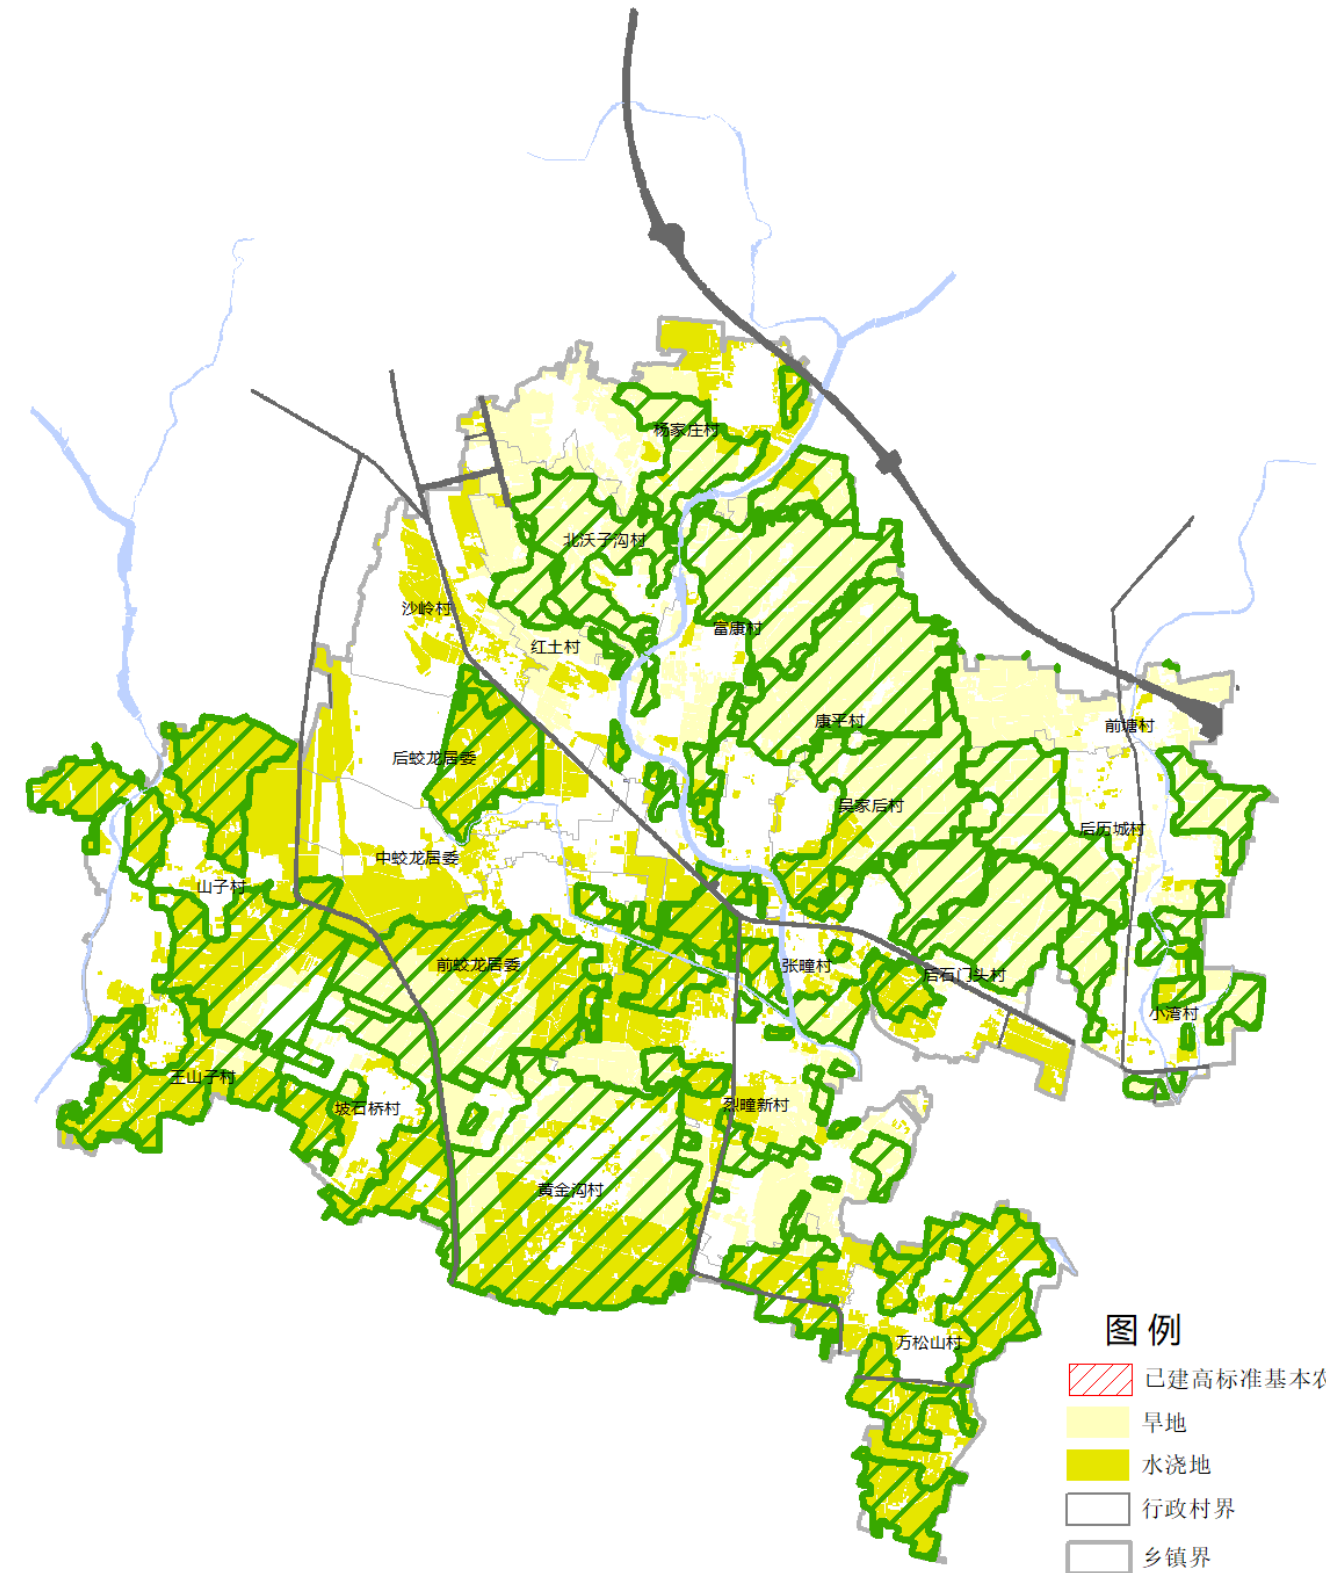 杨家庄村
北沃子沟村
沙岭村
富康村
红土村
康平村
前塘村
后蛟龙居委
吴家后村
后历城村
中蛟龙居委
山子村
前蛟龙居委
张疃村
后石门头村
小湾村
王山子村
坡石桥村
烈疃新村
黄金沟村
万松山村
图例
已建高标准基本农
旱地
水浇地
行政村界
乡镇界